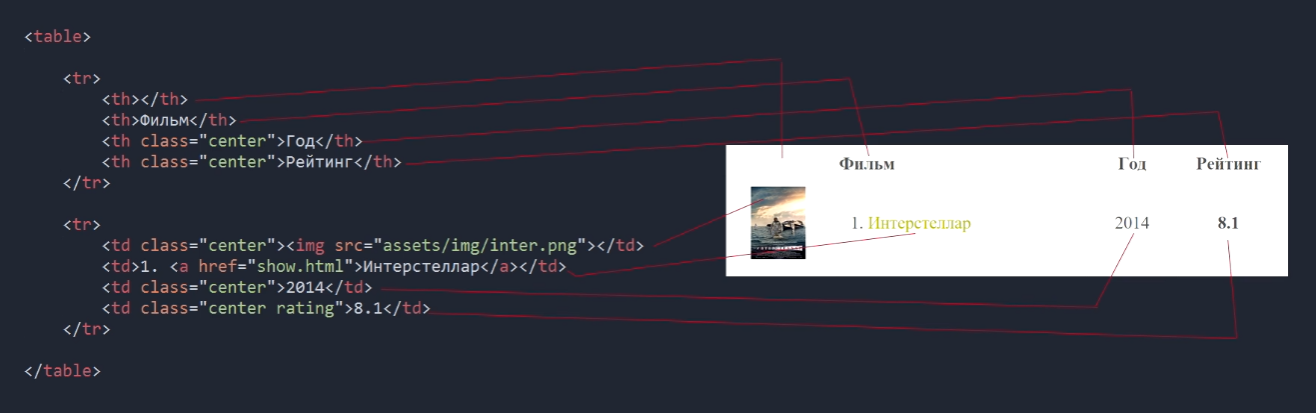 <table>
<tr>
<th></th>
<th>Фильм</th>
<th class="center">Год</th>
<th class="center">Рейтинг</th>
</tr>
<tr>
<td class="center"><img src="assets/img/inter.png"></td>
<td>1. <a href="show.html">Интерстеллар</a></td>
<td class="center">2014</td>
<td class="center rating">8.1</td>
</tr>
</table>
Фильм Год Рейтинг
1. Интерстеллар 2014 8.1